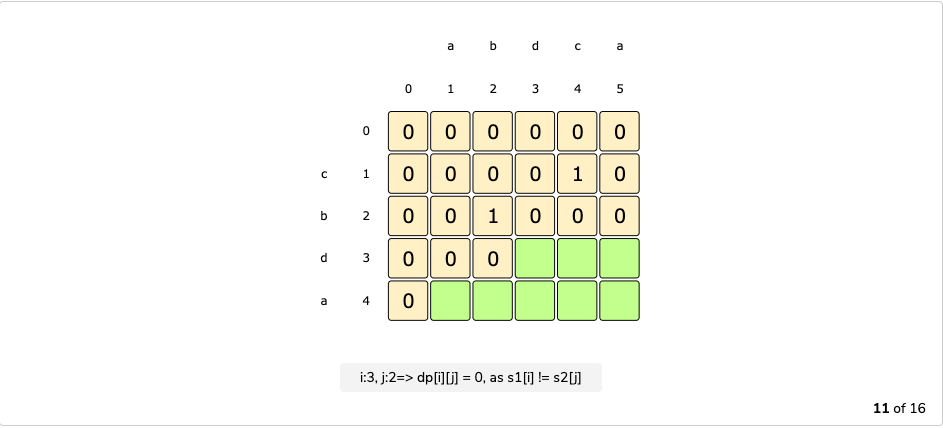 a b d c a
0 1 2 3 4 5
0 0 0 0 0 0 0
c 1 0 0 0 0 1 0
b 2 0 0 1 0 0 0
d 3 0 0 0
a 4 0
i:3, j:2=> dp[i][j] = 0, as s1[i] != s2[j]
11 of 16